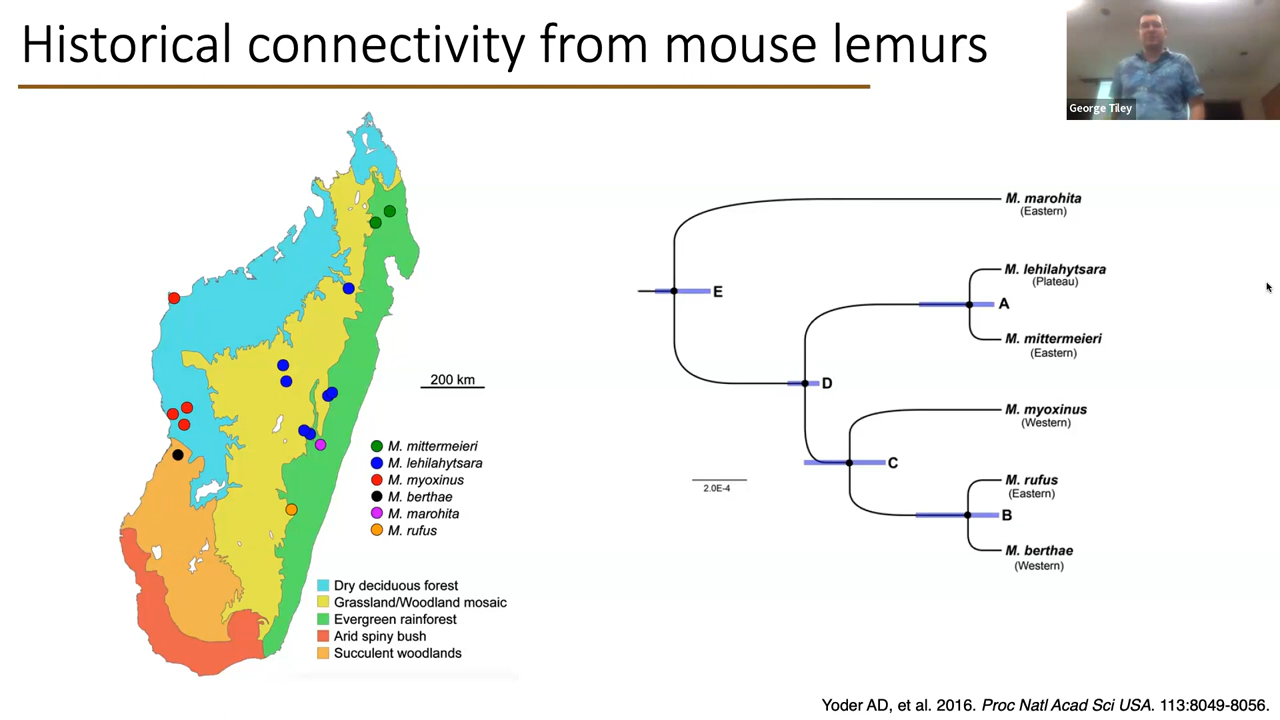 Historical connectivity from mouse lemurs
George Tiley
200 km
M. mittermeieri
M. lehilahytsara
M. myoxinus
M. berthae
M. marohita
M. rufus
Dry deciduous forest
Grassland/Woodland mosaic
Evergreen rainforest
Arid spiny bush
Succulent woodlands
M. marohita
(Eastern)
M. lehilahytsara
(Plateau)
A
M. mittermeieri
(Eastern)
E
D
M. myoxinus
(Western)
C
M. rufus
(Eastern)
B
M. berthae
(Western)
2.0E-4
Yoder AD, et al. 2016. Proc Natl Acad Sci USA. 113:8049-8056.